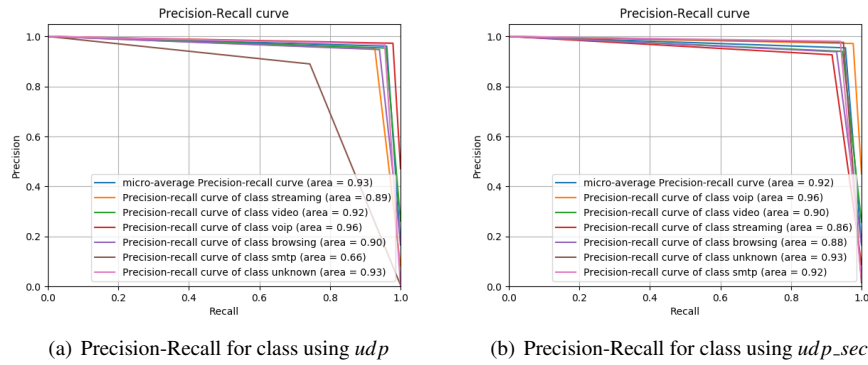 Precision-Recall curve
1.0
0.8
0.6
0.4
0.2
0.0
Precision
micro-average Precision-recall curve (area = 0.93)
Precision-recall curve of class streaming (area = 0.89)
Precision-recall curve of class video (area = 0.92)
Precision-recall curve of class voip (area = 0.96)
Precision-recall curve of class browsing (area = 0.90)
Precision-recall curve of class smtp (area = 0.66)
Precision-recall curve of class unknown (area = 0.93)
0.0 0.2 0.4 0.6 0.8 1.0
Recall
(a) Precision-Recall for class using udp
Precision-Recall curve
1.0
0.8
0.6
0.4
0.2
0.0
Precision
micro-average Precision-recall curve (area = 0.92)
Precision-recall curve of class voip (area = 0.96)
Precision-recall curve of class video (area = 0.90)
Precision-recall curve of class streaming (area = 0.86)
Precision-recall curve of class browsing (area = 0.88)
Precision-recall curve of class unknown (area = 0.93)
Precision-recall curve of class smtp (area = 0.92)
0.0 0.2 0.4 0.6 0.8 1.0
Recall
(b) Precision-Recall for class using udp_sec